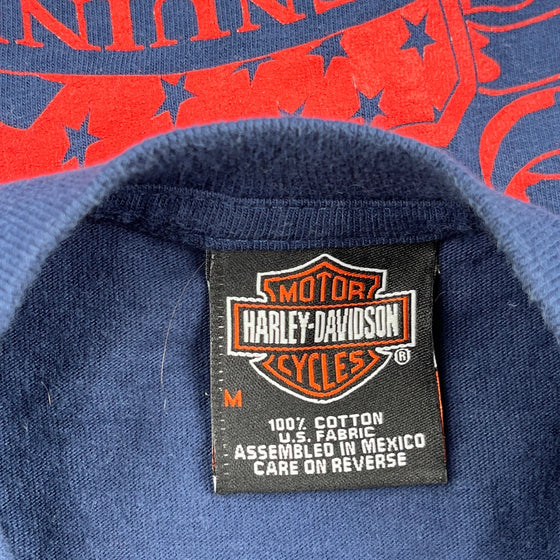 MOTOR
HARLEY-DAVIDSON
CYCLES ®
M
100% COTTON
U.S. FABRIC
ASSEMBLED IN MEXICO
CARE ON REVERSE